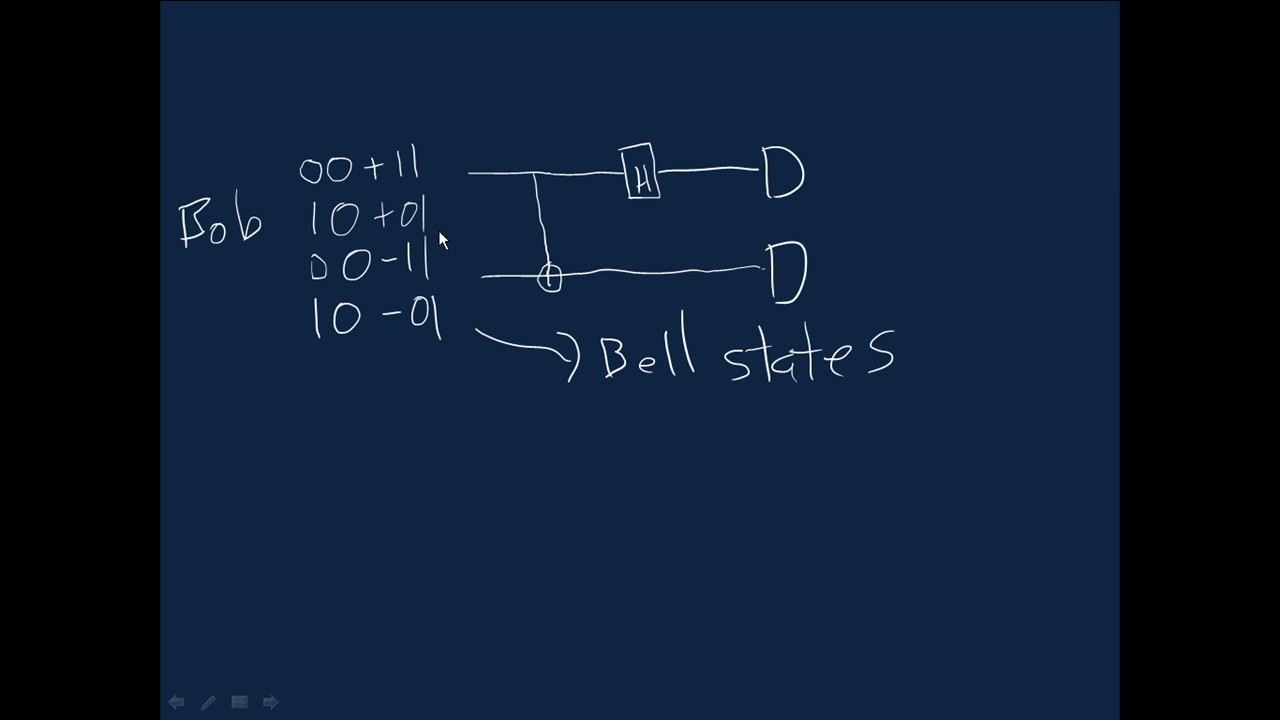 00 + 11
Bob
10 + 01
00 - 11
10 - 01
H
D
D
Bell states